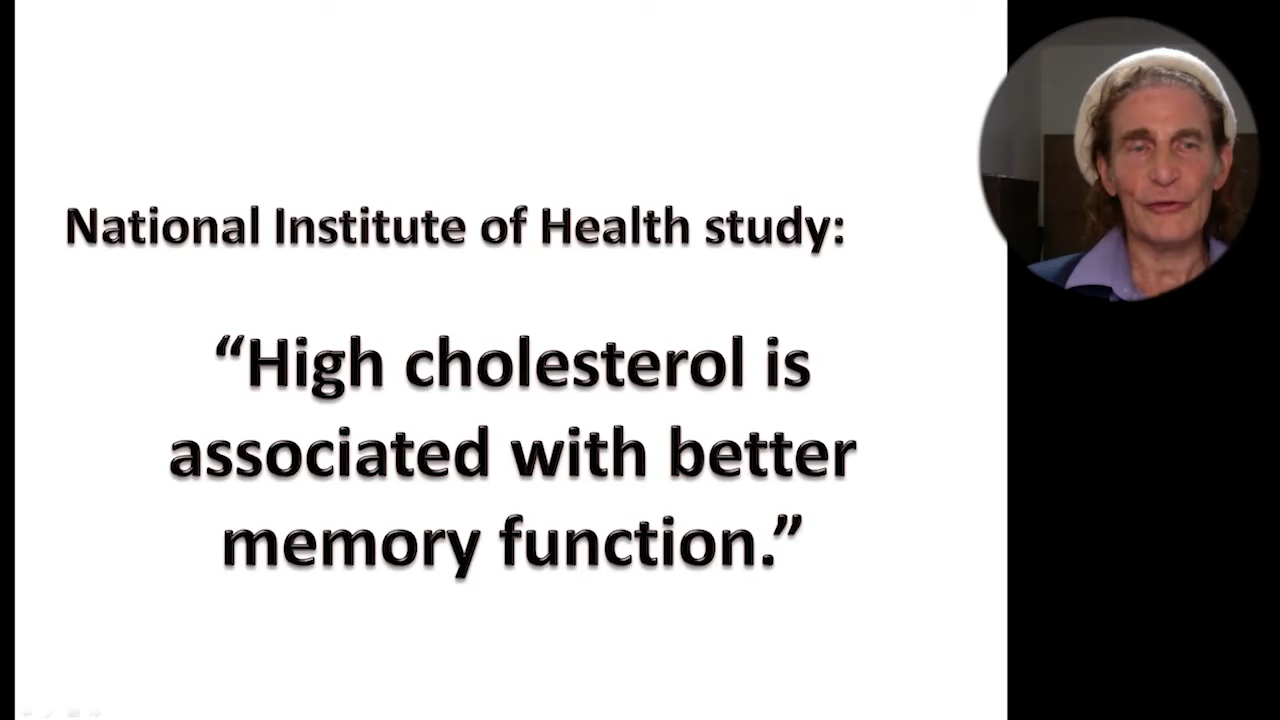 National Institute of Health study:
“High cholesterol is
associated with better
memory function.”